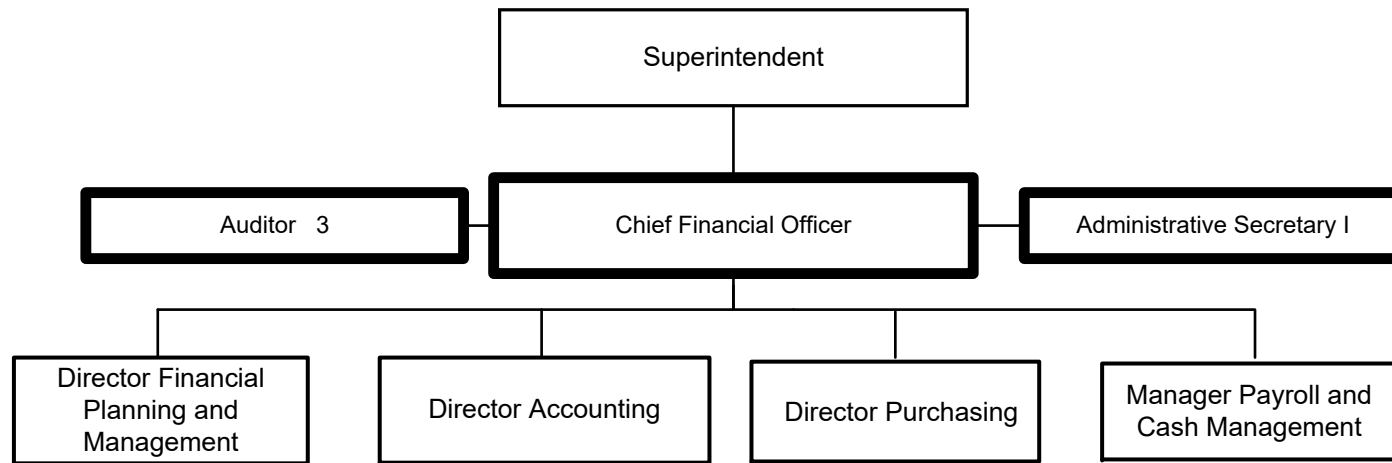 Superintendent
Auditor   3
Chief Financial Officer
Administrative Secretary I
Director Financial
Planning and
Management
Director Accounting
Director Purchasing
Manager Payroll and
Cash Management